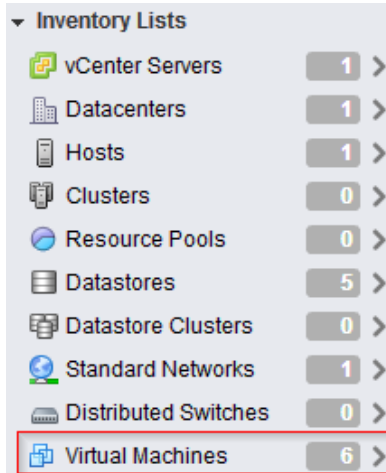 Inventory Lists
vCenter Servers 1
Datacenters 1
Hosts 1
Clusters 0
Resource Pools 0
Datastores 5
Datastore Clusters 0
Standard Networks 1
Distributed Switches 0
Virtual Machines 6